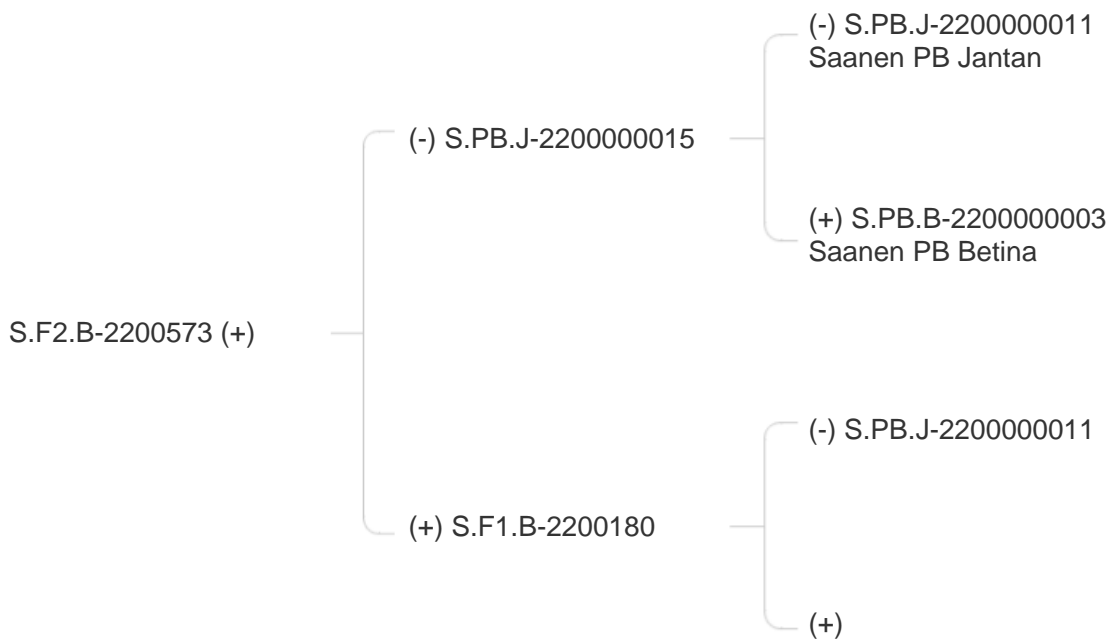 (-) S.PB.J-2200000011
Saanen PB Jantan
(-) S.PB.J-2200000015
(+) S.PB.B-2200000003
Saanen PB Betina
S.F2.B-2200573 (+)
(-) S.PB.J-2200000011
(+) S.F1.B-2200180
(+)